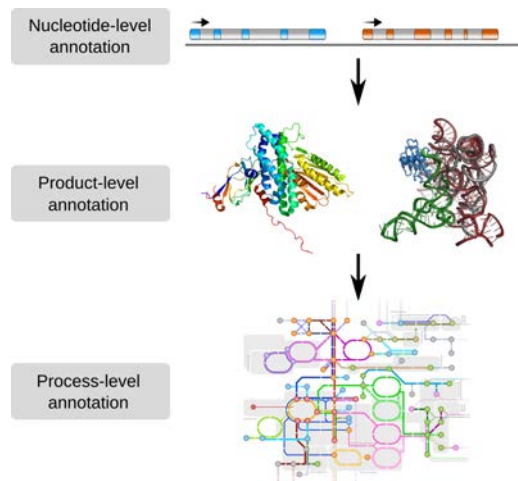 Nucleotide-level
annotation
Product-level
annotation
Process-level
annotation